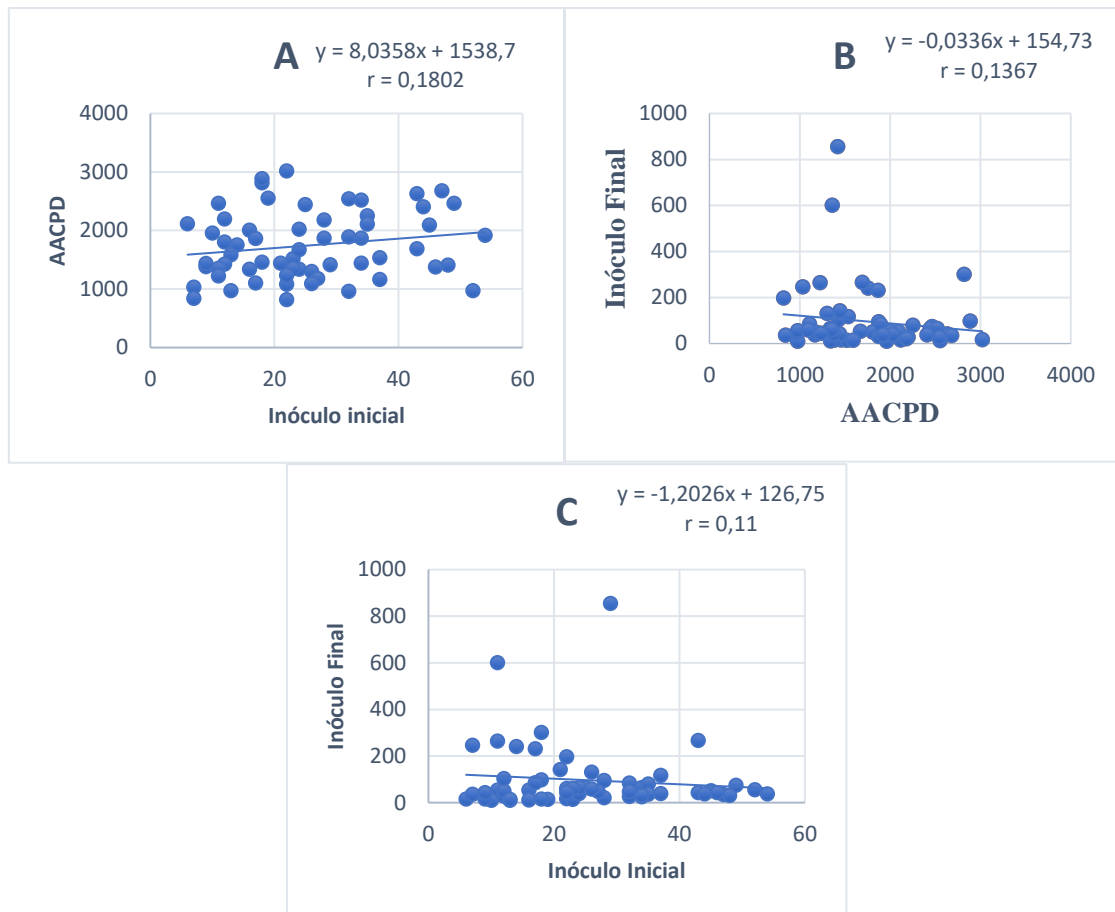 A
y = 8,0358x + 1538,7
r = 0,1802
AACPD
4000
3000
2000
1000
0
0 20 40 60
Inóculo inicial
B
y = -0,0336x + 154,73
r = 0,1367
Inóculo Final
1000
800
600
400
200
0
0 1000 2000 3000 4000
AACPD
C
y = -1,2026x + 126,75
r = 0,11
Inóculo Final
1000
800
600
400
200
0
0 20 40 60
Inóculo Inicial